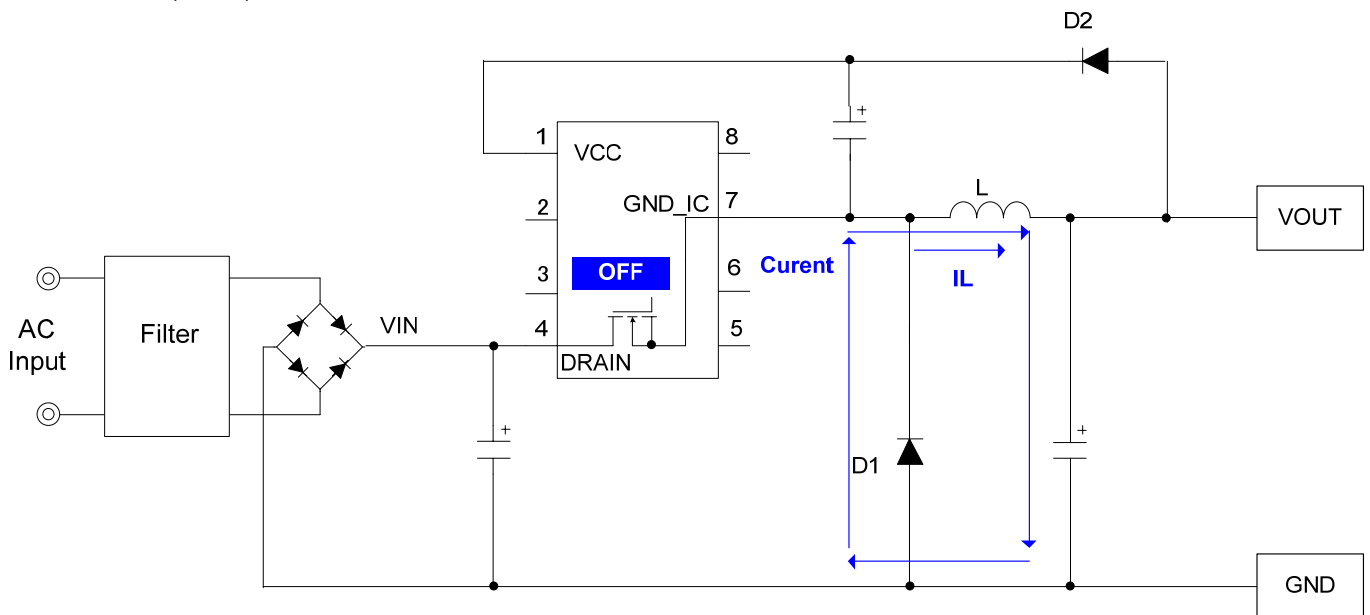 D2
1
VCC
8
2
GND_IC
7
L
VOUT
3
OFF
6
Curent
IL
AC
Input
Filter
VIN
4
5
DRAIN
D1
+
+
+
GND